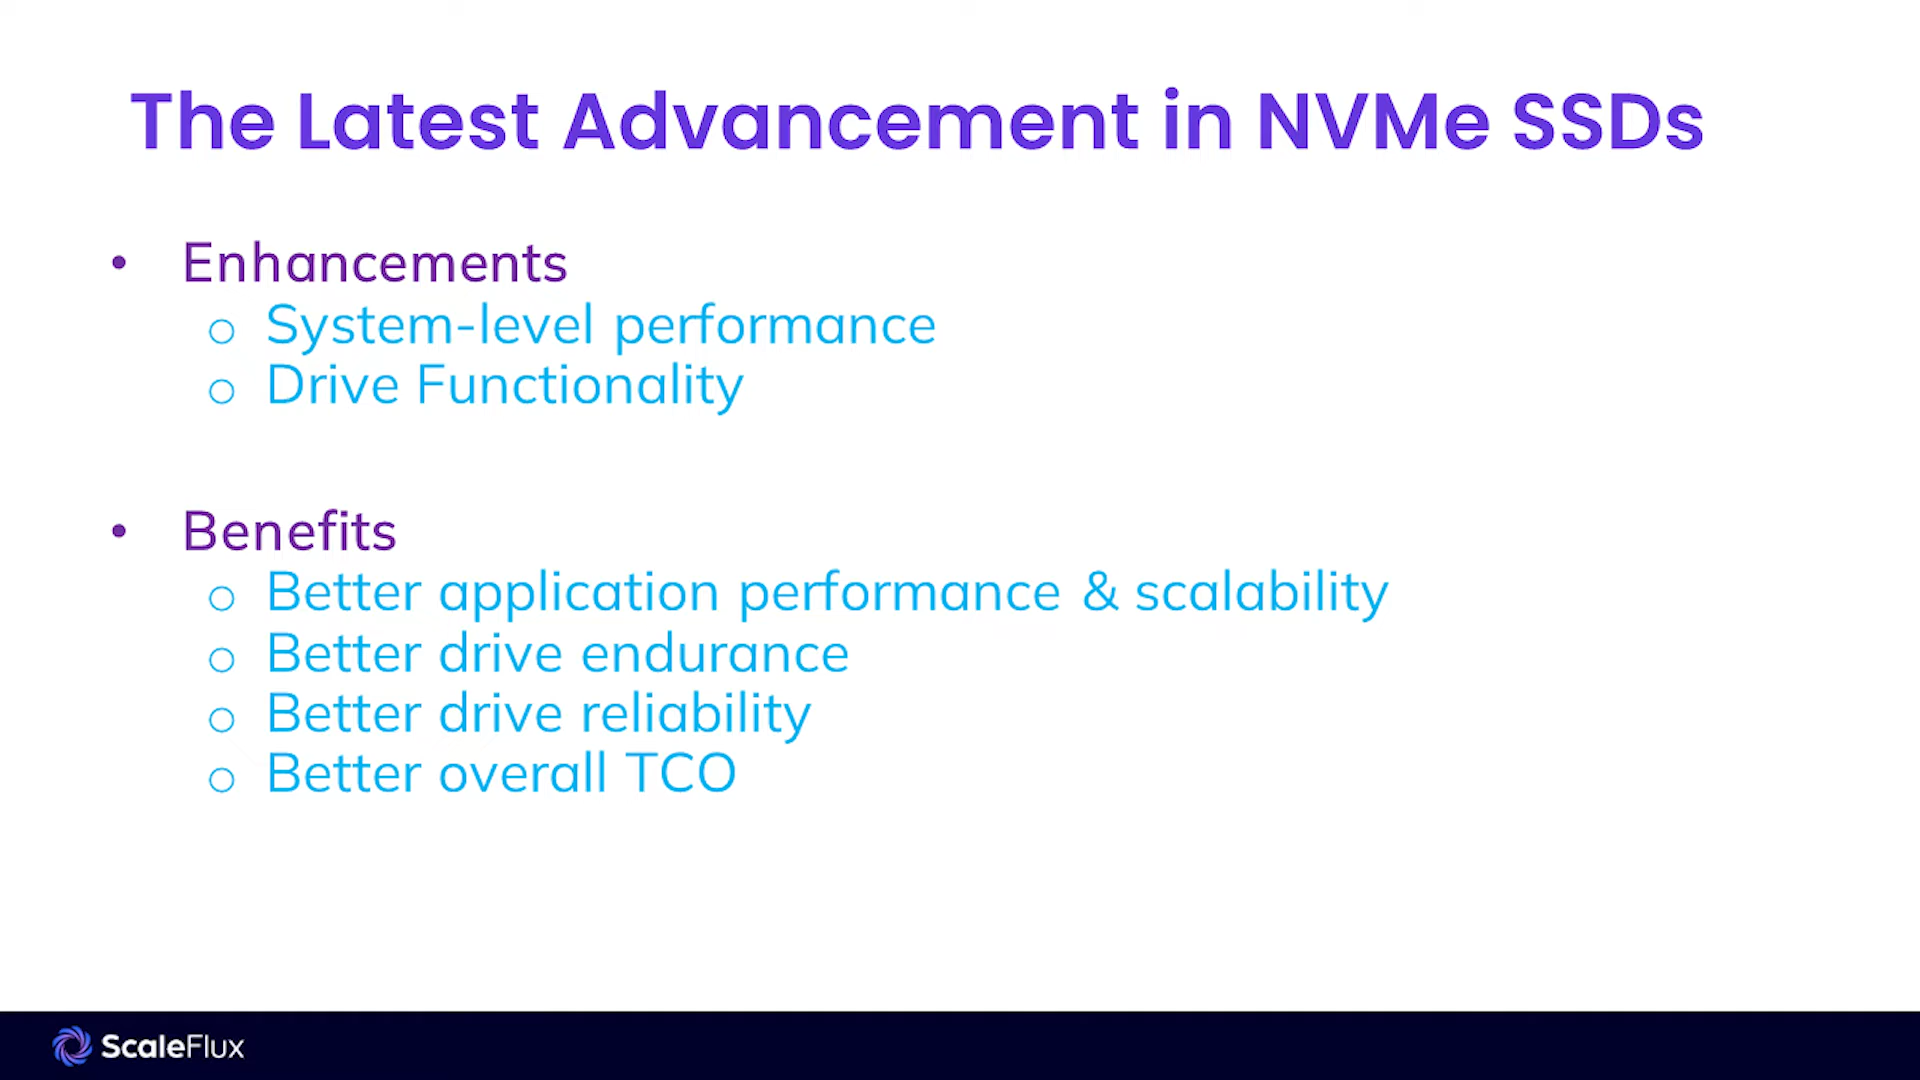 The Latest Advancement in NVMe SSDs
• Enhancements
o System-level performance
o Drive Functionality
• Benefits
o Better application performance & scalability
o Better drive endurance
o Better drive reliability
o Better overall TCO
ScaleFlux